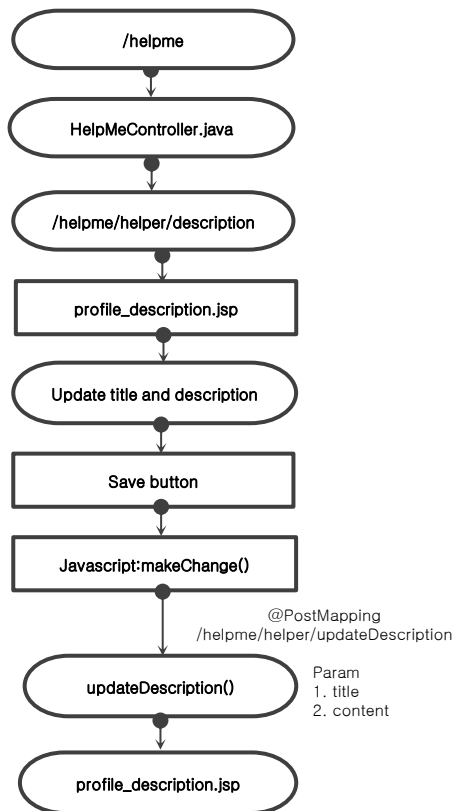 /helpme
HelpMeController.java
/helpme/helper/description
profile_description.jsp
Update title and description
Save button
Javascript:makeChange()
@PostMapping
/helpme/helper/updateDescription
updateDescription()
Param
1. title
2. content
profile_description.jsp